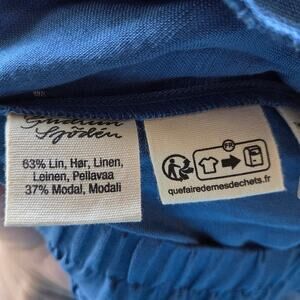 Gudrun
Sjödén
63% Lin, Hør, Linen,
Leinen, Pellavaa
37% Modal, Modali
FR
quefairedemesdechets.fr